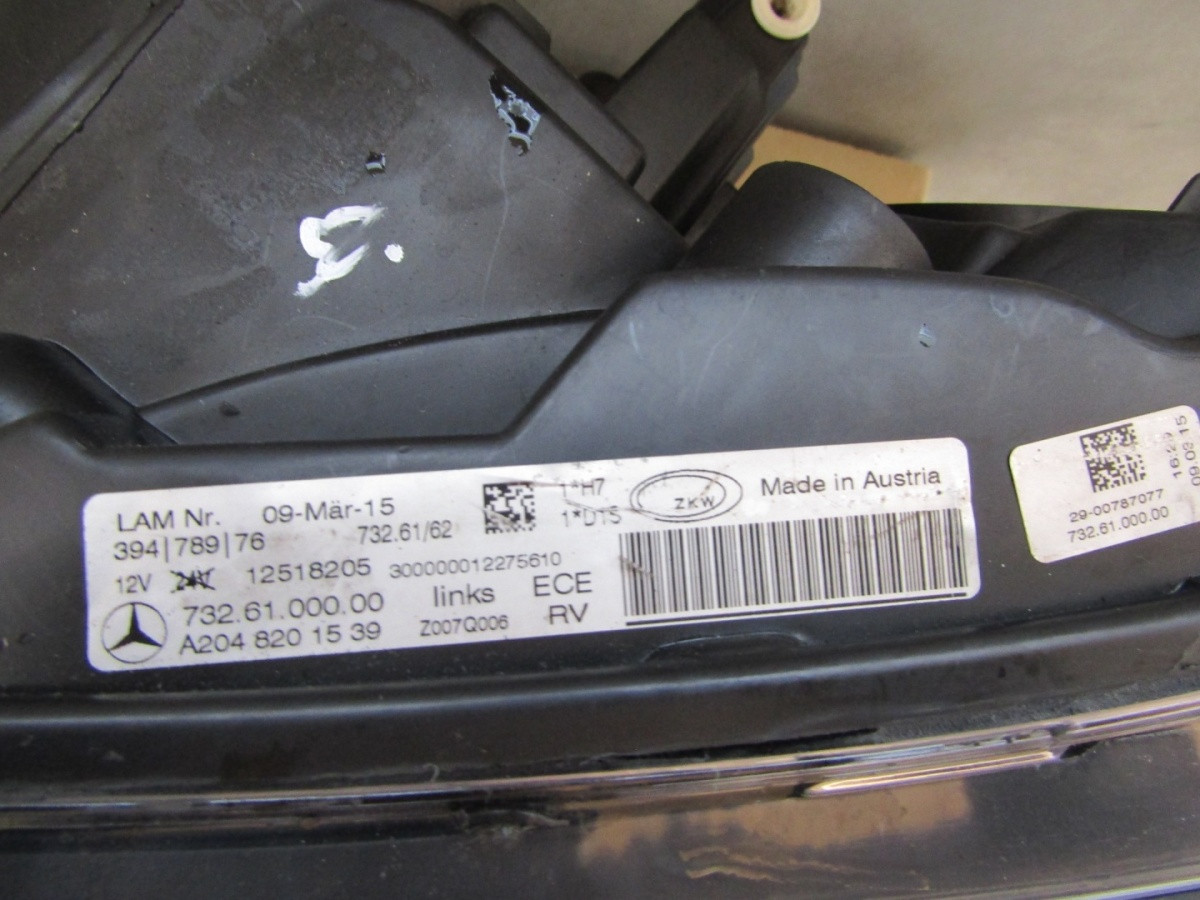 LAM Nr. 09-Mär-15
394|789|76 732.61/62
1*H7
ZKW
Made in Austria
12V 24V 12518205 300000012275610
732.61.000.00 links ECE
A204 820 15 39 Z007Q006 RV
29-00787077
732.61.000.00